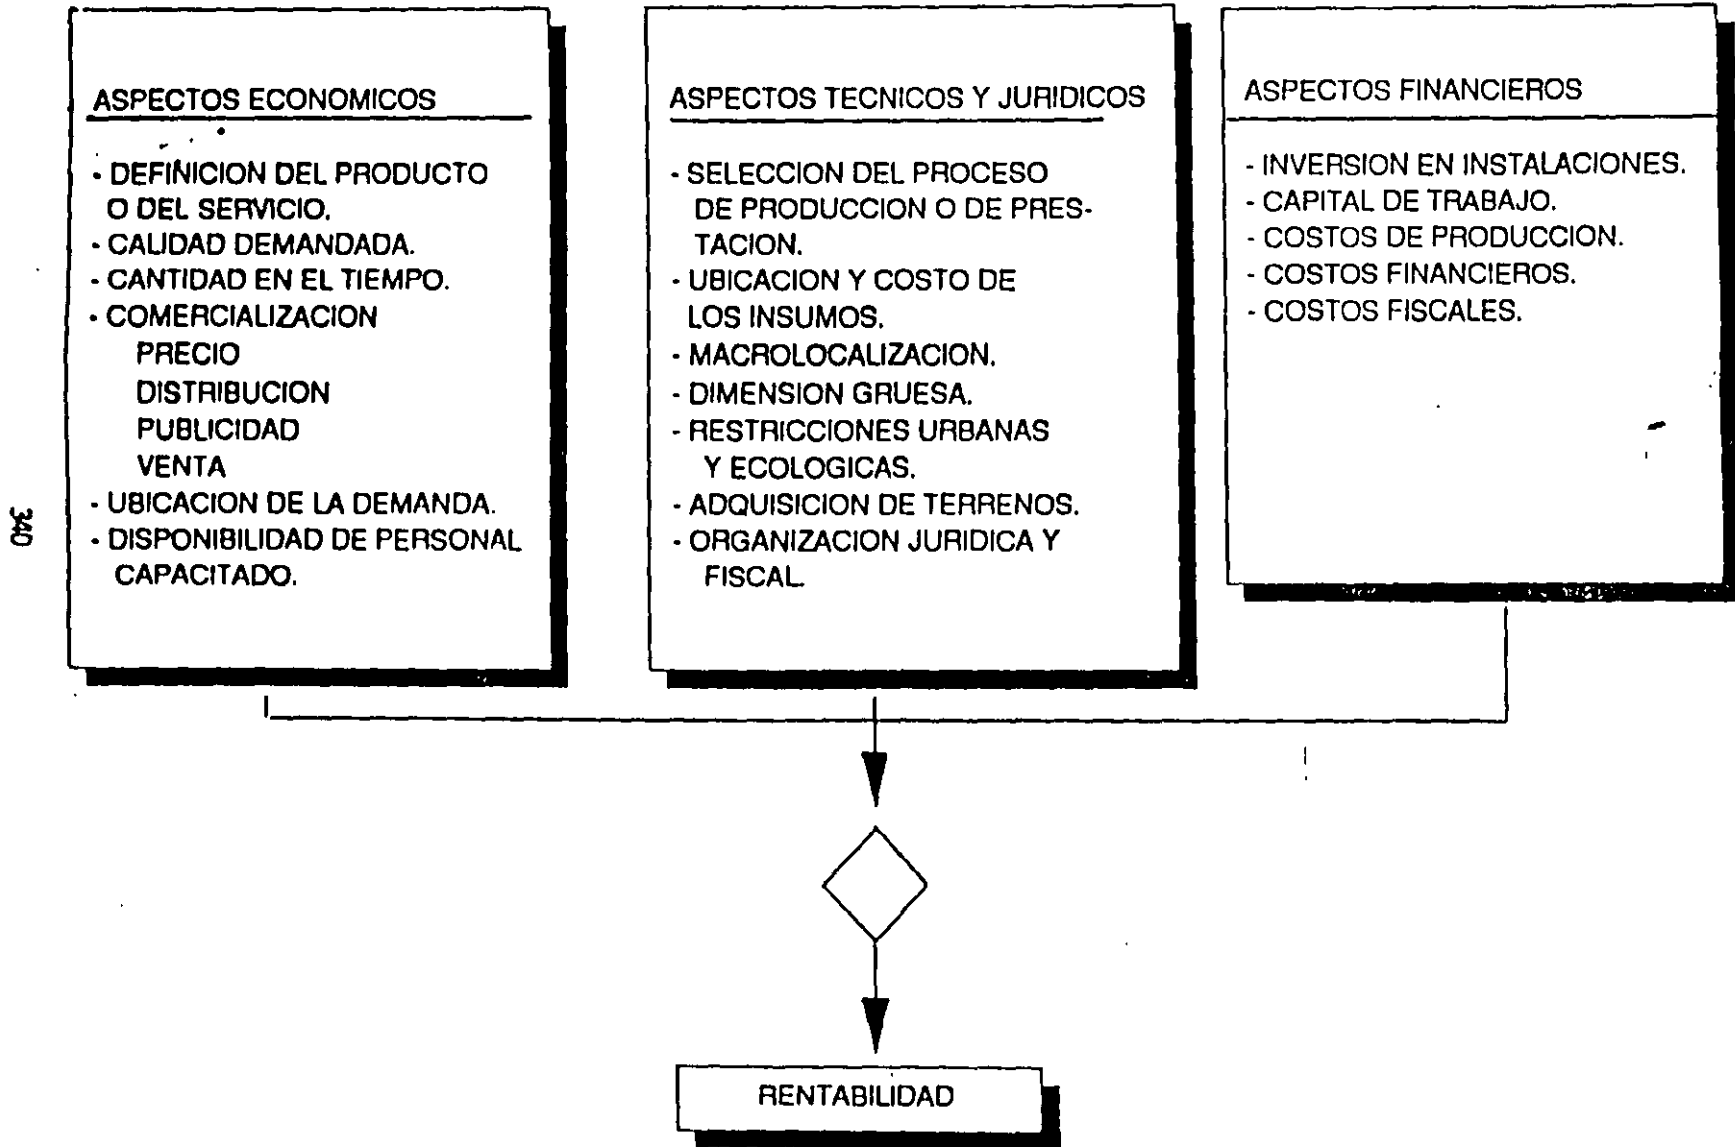 ASPECTOS ECONOMICOS
- DEFINICION DEL PRODUCTO
O DEL SERVICIO.
- CALIDAD DEMANDADA.
- CANTIDAD EN EL TIEMPO.
- COMERCIALIZACION
PRECIO
DISTRIBUCION
PUBLICIDAD
VENTA
- UBICACION DE LA DEMANDA.
- DISPONIBILIDAD DE PERSONAL
CAPACITADO.
ASPECTOS TECNICOS Y JURIDICOS
- SELECCION DEL PROCESO
DE PRODUCCION O DE PRES-
TACION.
- UBICACION Y COSTO DE
LOS INSUMOS.
- MACROLOCALIZACION.
- DIMENSION GRUESA.
- RESTRICCIONES URBANAS
Y ECOLOGICAS.
- ADQUISICION DE TERRENOS.
- ORGANIZACION JURIDICA Y
FISCAL
ASPECTOS FINANCIEROS
- INVERSION EN INSTALACIONES.
- CAPITAL DE TRABAJO.
- COSTOS DE PRODUCCION.
- COSTOS FINANCIEROS.
- COSTOS FISCALES.
RENTABILIDAD
340